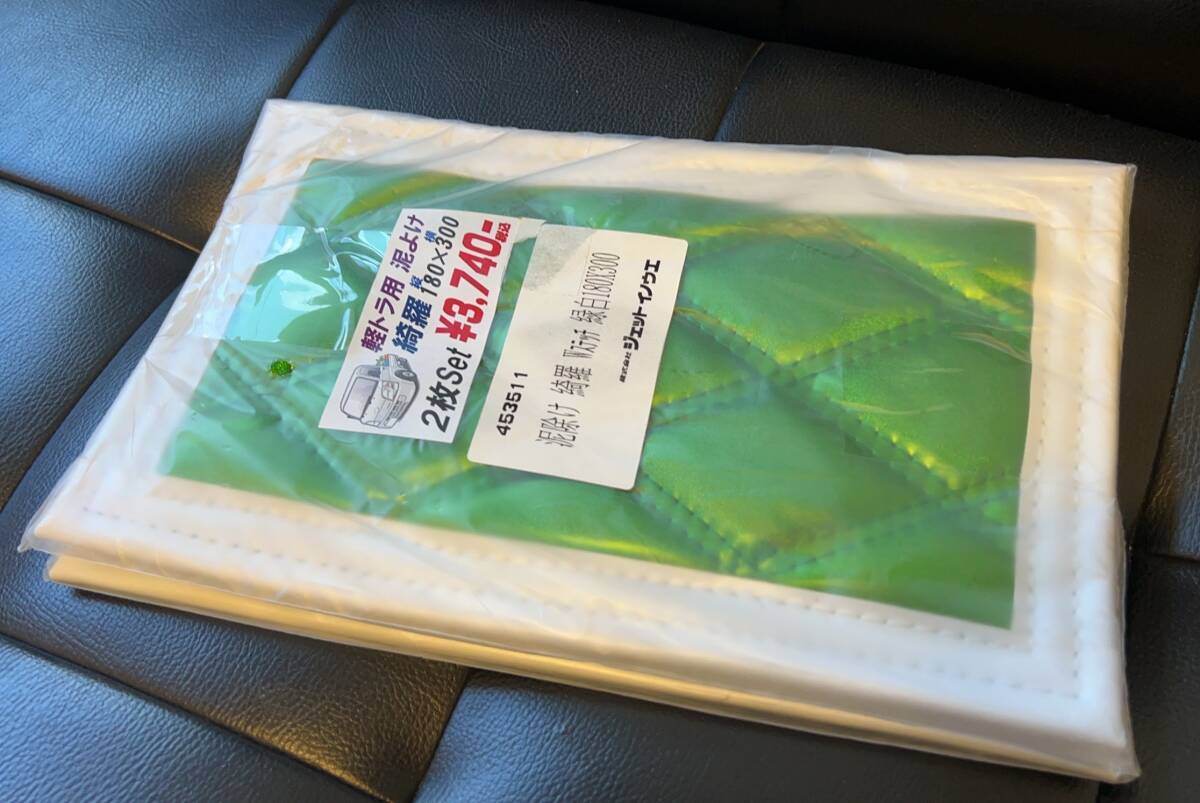 軽トラ用 泥よけ
綺羅 縦180×横300
2枚Set ¥3,740-税込
453511
泥除け 綺羅 Wステッチ 緑白180X300
株式会社 ジェットイノウエ